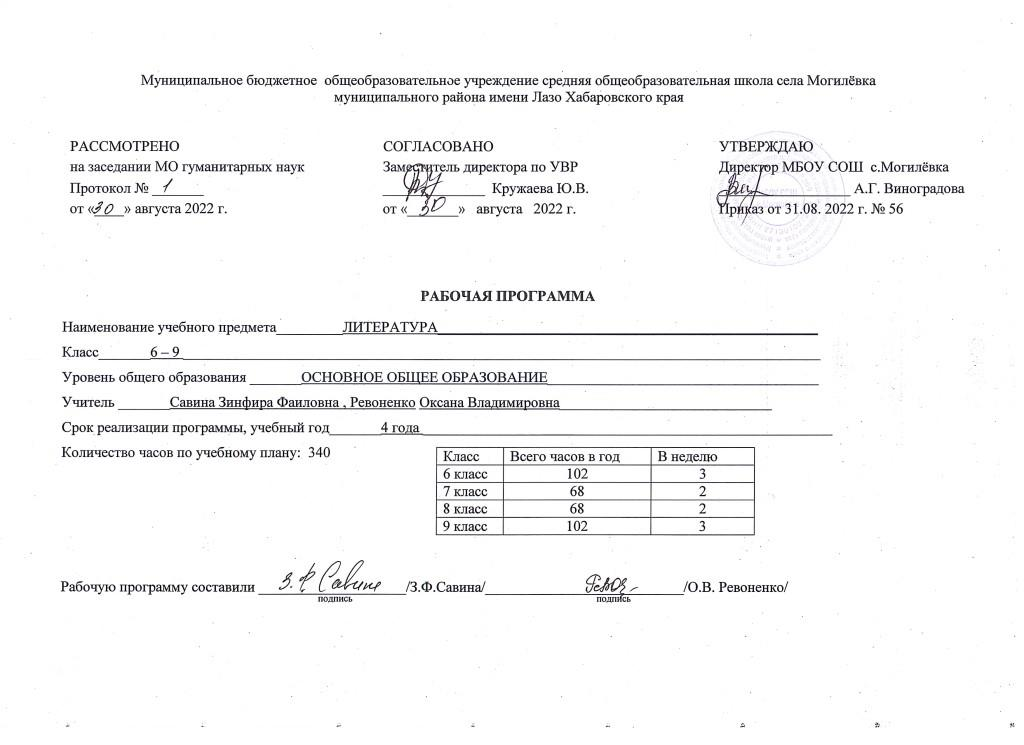 Муниципальное бюджетное общеобразовательное учреждение средняя общеобразовательная школа села Могилёвка
муниципального района имени Лазо Хабаровского края
РАССМОТРЕНО
на заседании МО гуманитарных наук
Протокол № 1
от «30» августа 2022 г.
СОГЛАСОВАНО
Заместитель директора по УВР
Кружаева Ю.В.
от « 30 » августа 2022 г.
УТВЕРЖДАЮ
Директор МБОУ СОШ с.Могилёвка
А.Г. Виноградова
Приказ от 31.08. 2022 г. № 56
РАБОЧАЯ ПРОГРАММА
Наименование учебного предмета ЛИТЕРАТУРА
Класс 6 – 9
Уровень общего образования ОСНОВНОЕ ОБЩЕЕ ОБРАЗОВАНИЕ
Учитель Савина Зинфира Фаиловна , Ревоненко Оксана Владимировна
Срок реализации программы, учебный год 4 года
Количество часов по учебному плану: 340
Класс Всего часов в год В неделю
6 класс 102 3
7 класс 68 2
8 класс 68 2
9 класс 102 3
Рабочую программу составили З.Ф Савина /З.Ф.Савина/ /О.В. Ревоненко/
подпись подпись